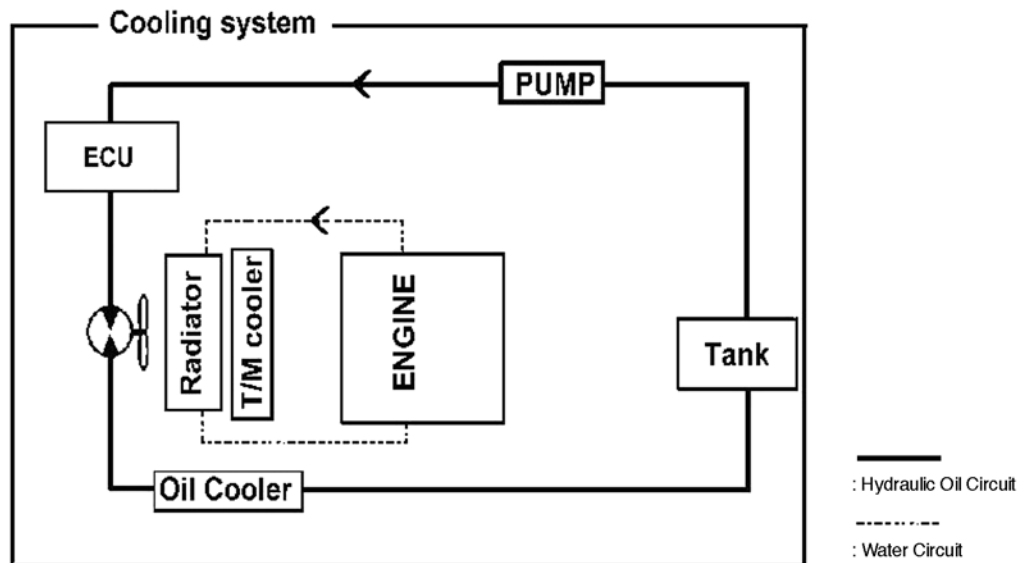 Cooling system
PUMP
ECU
Radiator
T/M cooler
ENGINE
Tank
Oil Cooler
: Hydraulic Oil Circuit
: Water Circuit